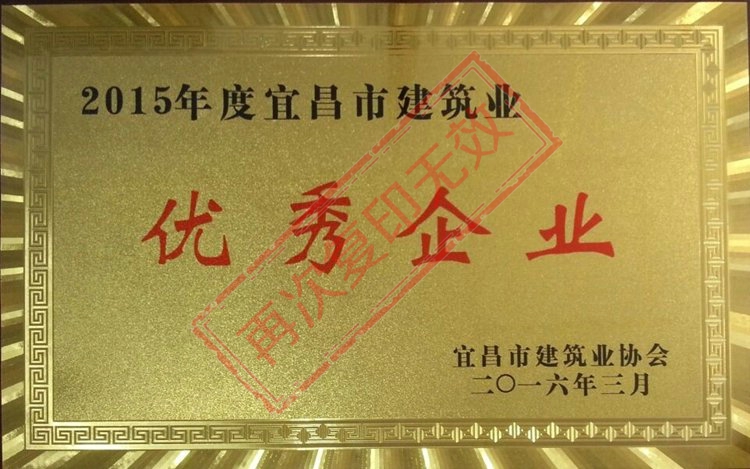 2015年度宜昌市建筑业
优秀企业
再次复印无效
宜昌市建筑业协会
二〇一六年三月